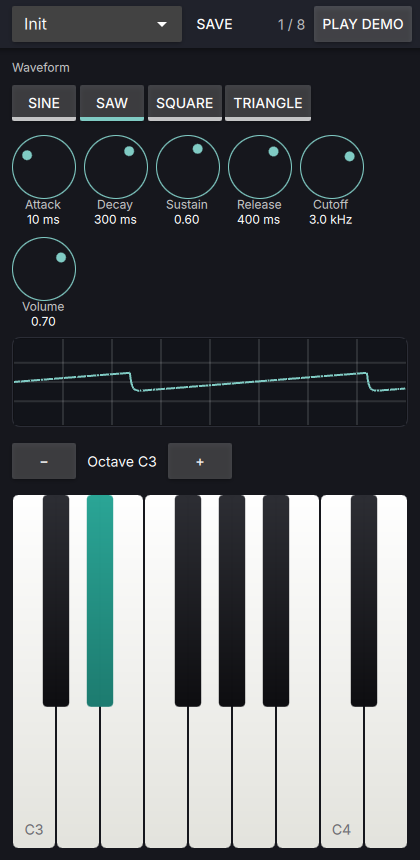 Init SAVE 1 / 8 PLAY DEMO
Waveform
SINE SAW SQUARE TRIANGLE
Attack Decay Sustain Release Cutoff
10 ms 300 ms 0.60 400 ms 3.0 kHz
Volume
0.70
− Octave C3 +
C3 C4